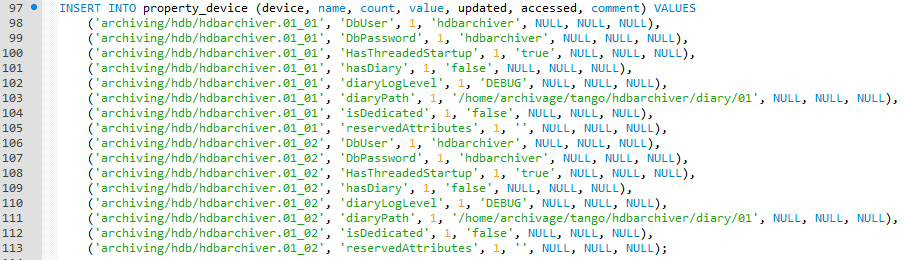 97 INSERT INTO property_device (device, name, count, value, updated, accessed, comment) VALUES
98 ('archiving/hdb/hdbarchiver.01_01', 'DbUser', 1, 'hdbarchiver', NULL, NULL, NULL),
99 ('archiving/hdb/hdbarchiver.01_01', 'DbPassword', 1, 'hdbarchiver', NULL, NULL, NULL),
100 ('archiving/hdb/hdbarchiver.01_01', 'HasThreadedStartup', 1, 'true', NULL, NULL, NULL),
101 ('archiving/hdb/hdbarchiver.01_01', 'hasDiary', 1, 'false', NULL, NULL, NULL),
102 ('archiving/hdb/hdbarchiver.01_01', 'diaryLogLevel', 1, 'DEBUG', NULL, NULL, NULL),
103 ('archiving/hdb/hdbarchiver.01_01', 'diaryPath', 1, '/home/archivage/tango/hdbarchiver/diary/01', NULL, NULL, NULL),
104 ('archiving/hdb/hdbarchiver.01_01', 'isDedicated', 1, 'false', NULL, NULL, NULL),
105 ('archiving/hdb/hdbarchiver.01_01', 'reservedAttributes', 1, '', NULL, NULL, NULL),
106 ('archiving/hdb/hdbarchiver.01_02', 'DbUser', 1, 'hdbarchiver', NULL, NULL, NULL),
107 ('archiving/hdb/hdbarchiver.01_02', 'DbPassword', 1, 'hdbarchiver', NULL, NULL, NULL),
108 ('archiving/hdb/hdbarchiver.01_02', 'HasThreadedStartup', 1, 'true', NULL, NULL, NULL),
109 ('archiving/hdb/hdbarchiver.01_02', 'hasDiary', 1, 'false', NULL, NULL, NULL),
110 ('archiving/hdb/hdbarchiver.01_02', 'diaryLogLevel', 1, 'DEBUG', NULL, NULL, NULL),
111 ('archiving/hdb/hdbarchiver.01_02', 'diaryPath', 1, '/home/archivage/tango/hdbarchiver/diary/01', NULL, NULL, NULL),
112 ('archiving/hdb/hdbarchiver.01_02', 'isDedicated', 1, 'false', NULL, NULL, NULL),
113 ('archiving/hdb/hdbarchiver.01_02', 'reservedAttributes', 1, '', NULL, NULL, NULL);